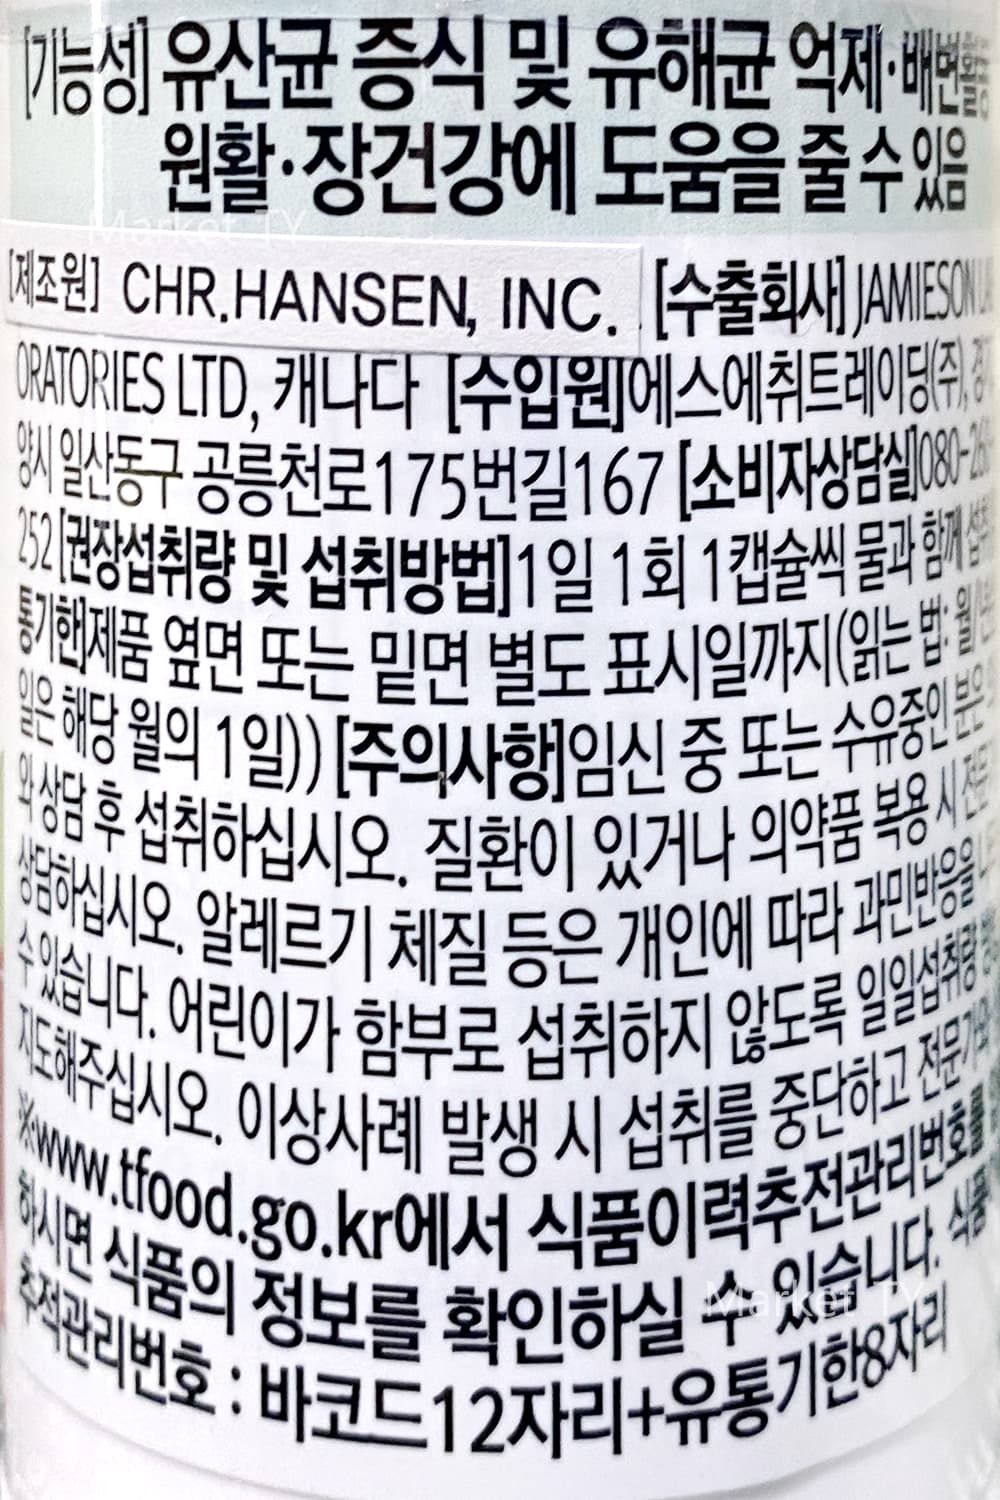 [기능성] 유산균 증식 및 유해균 억제·배변활동
원활·장건강에 도움을 줄 수 있음
Market TY
[제조원] CHR.HANSEN, INC. [수출회사] JAMIESON LAB
ORATORIES LTD, 캐나다 [수입원]에스에취트레이딩(주),
양시 일산동구 공릉천로175번길167 [소비자상담실]080-
252 [권장섭취량 및 섭취방법]1일 1회 1캡슐씩 물과 함께
통기한]제품 옆면 또는 밑면 별도 표시일까지(읽는 법: 월/
일은 해당 월의 1일)) [주의사항]임신 중 또는 수유중인 분은
와 상담 후 섭취하십시오. 질환이 있거나 의약품 복용 시
상담하십시오. 알레르기 체질 등은 개인에 따라 과민반응을
수 있습니다. 어린이가 함부로 섭취하지 않도록 일일섭취량
지도해주십시오. 이상사례 발생 시 섭취를 중단하고 전문가와
※www.tfood.go.kr에서 식품이력추전관리번호를
하시면 식품의 정보를 확인하실 수 있습니다. 식품
Market TY
추적관리번호 : 바코드12자리+유통기한8자리